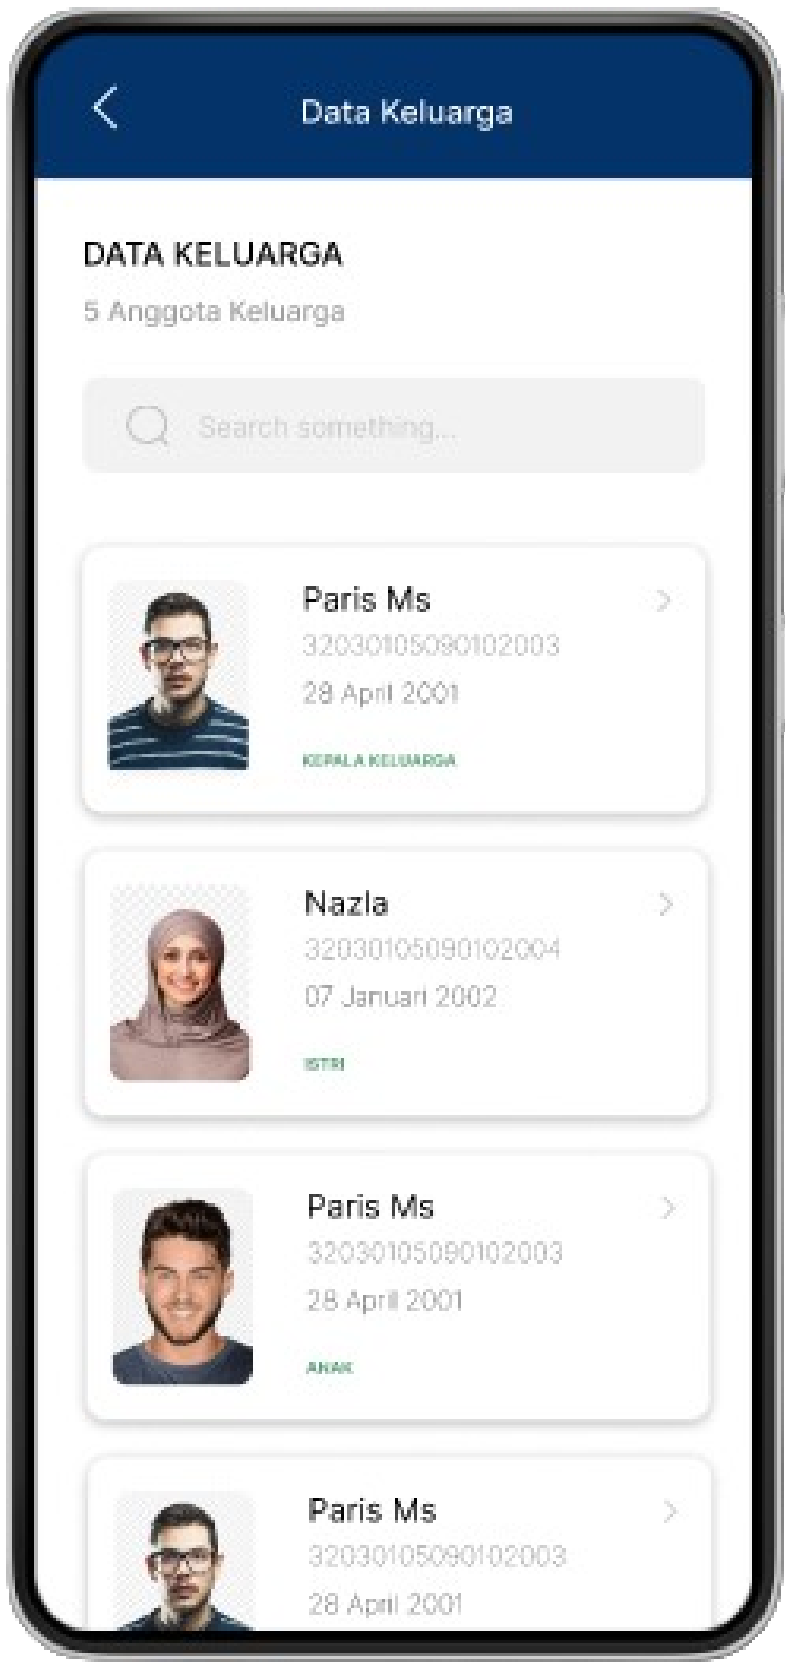 Data Keluarga
DATA KELUARGA
5 Anggota Keluarga
Search something...
Paris Ms
32030105090102003
28 April 2001
KEPALA KELUARGA
Nazla
32030105090102004
07 Januari 2002
ISTRI
Paris Ms
32030105090102003
28 April 2001
ANAK
Paris Ms
32030105090102003
28 April 2001